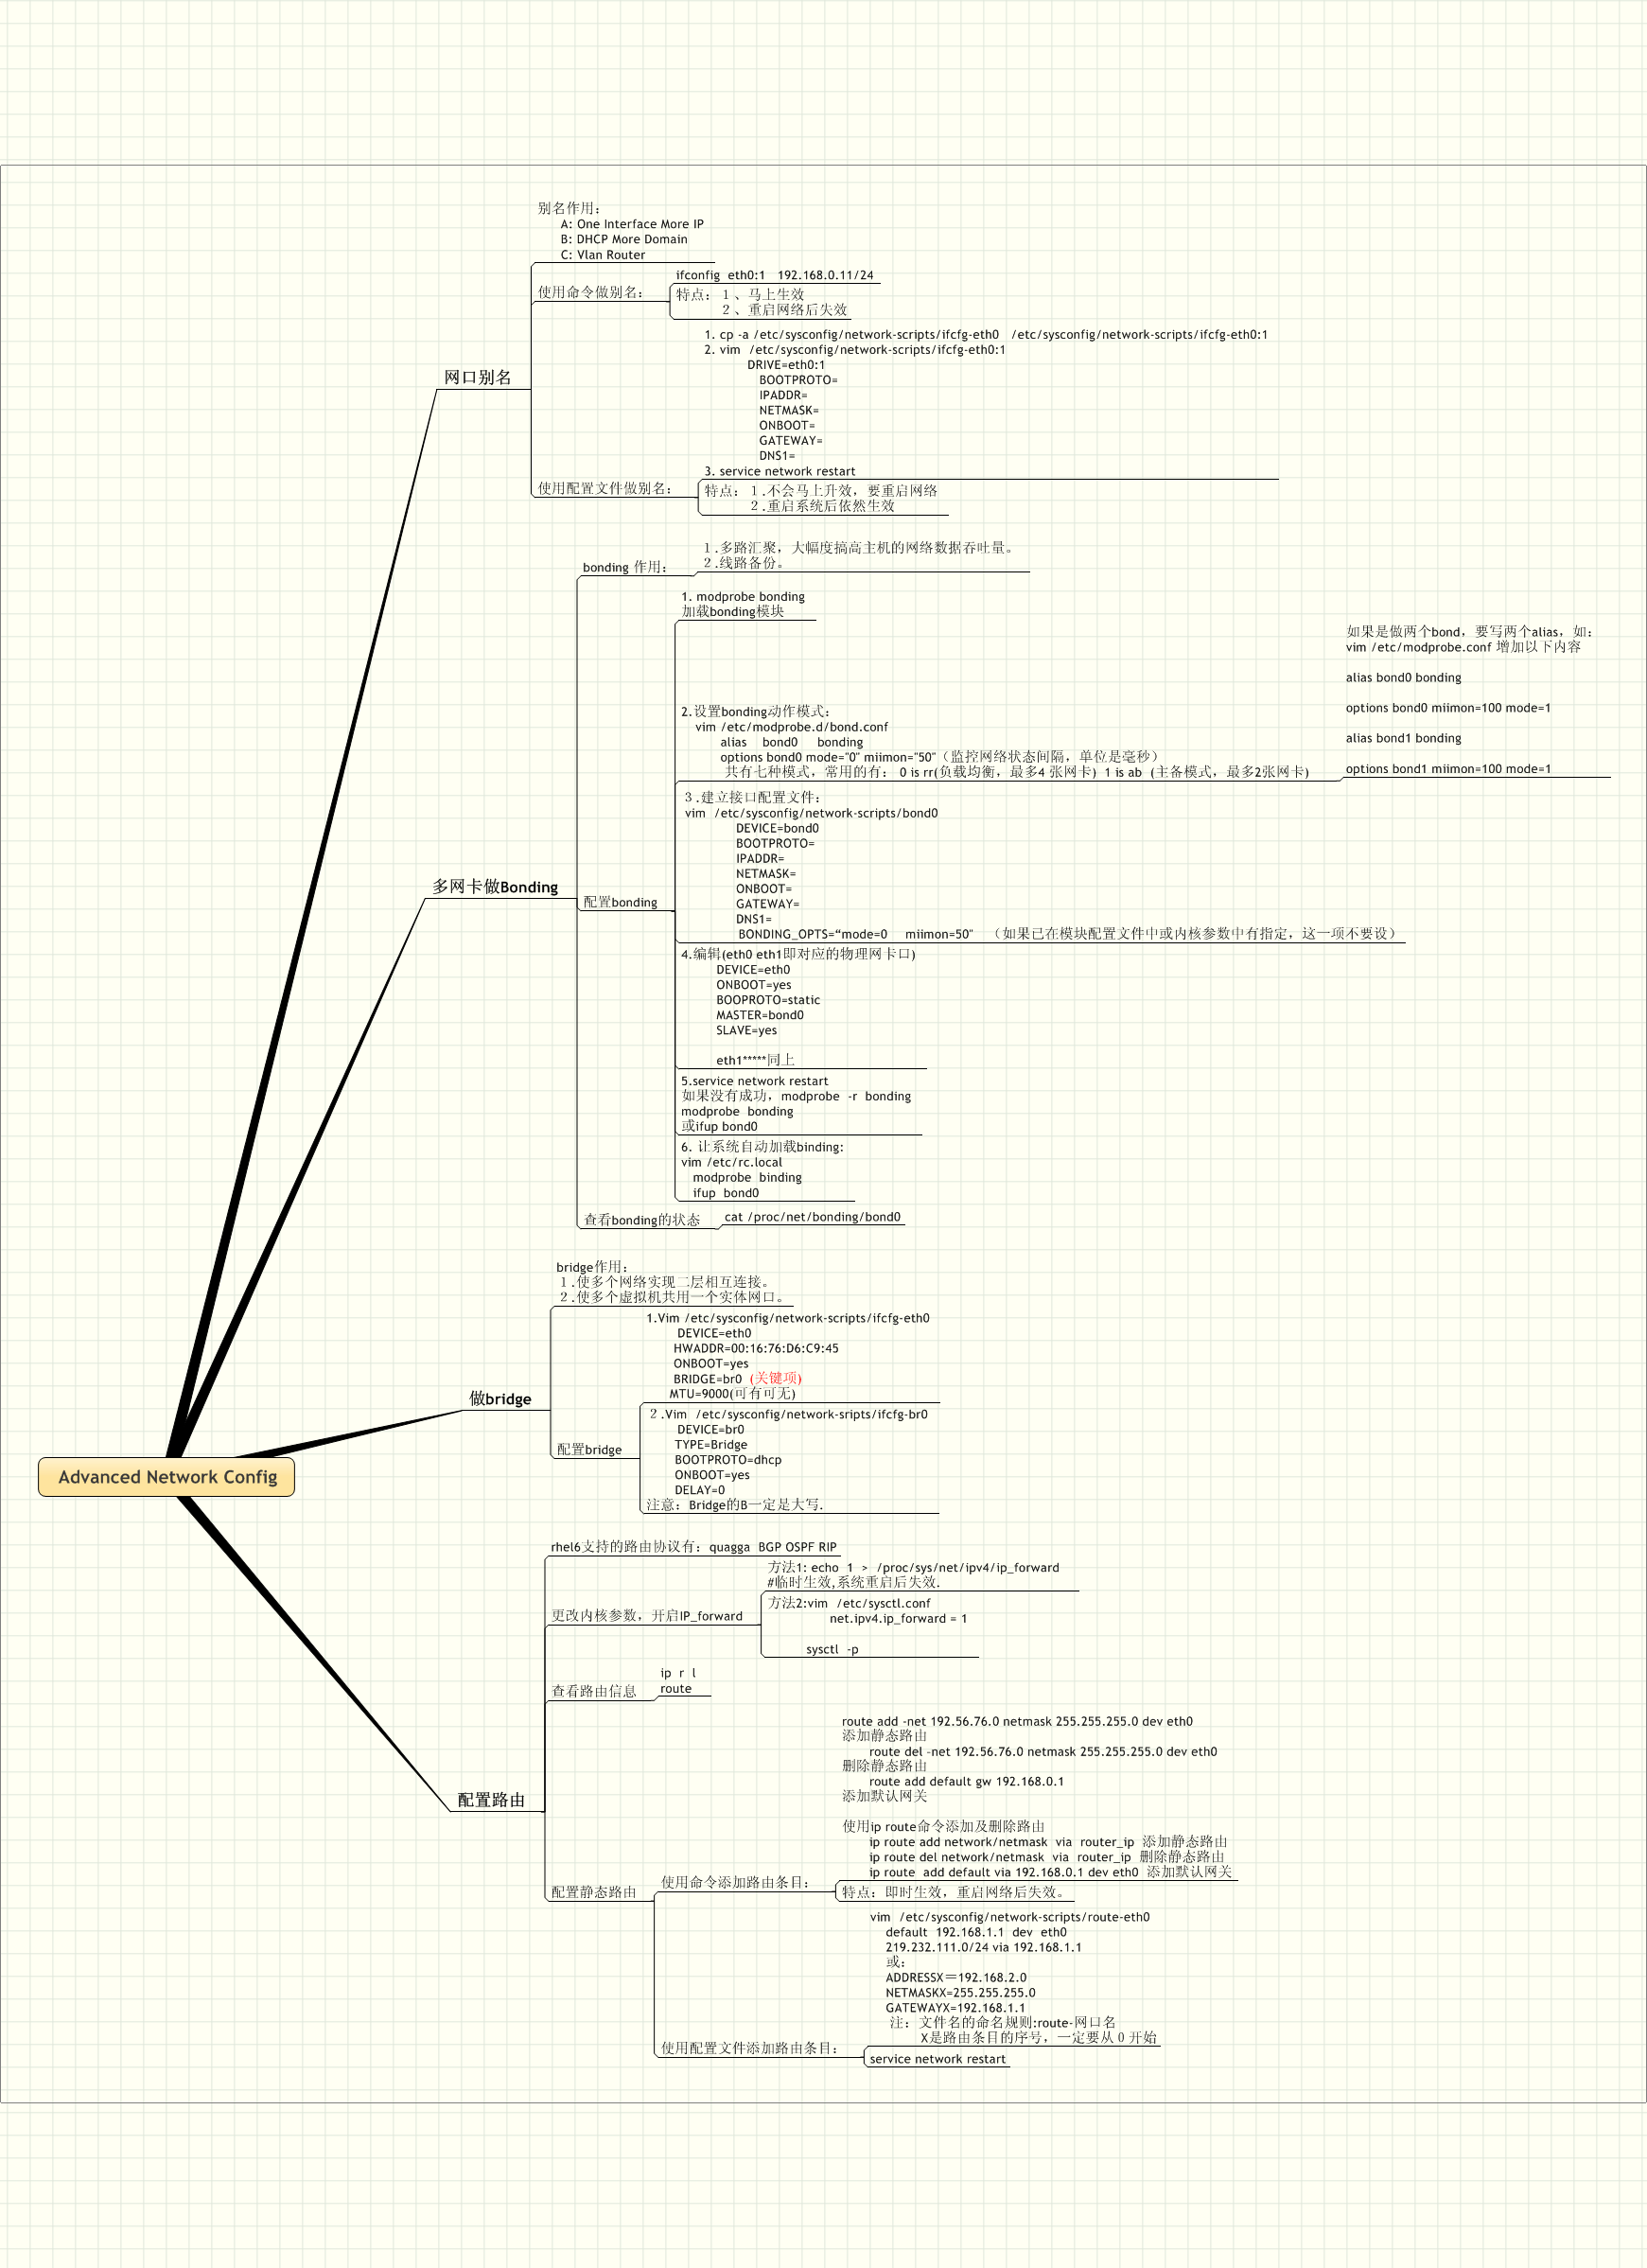 Advanced Network Config
网口别名
别名作用：
A: One Interface More IP
B: DHCP More Domain
C: Vlan Router
使用命令做别名：
ifconfig  eth0:1   192.168.0.11/24
特点：１、马上生效
２、重启网络后失效
使用配置文件做别名：
1. cp -a /etc/sysconfig/network-scripts/ifcfg-eth0   /etc/sysconfig/network-scripts/ifcfg-eth0:1
2. vim  /etc/sysconfig/network-scripts/ifcfg-eth0:1
DRIVE=eth0:1
BOOTPROTO=
IPADDR=
NETMASK=
ONBOOT=
GATEWAY=
DNS1=
3. service network restart
特点：１.不会马上升效，要重启网络
２.重启系统后依然生效
多网卡做Bonding
bonding 作用：
１.多路汇聚，大幅度搞高主机的网络数据吞吐量。
２.线路备份。
配置bonding
1. modprobe bonding
加载bonding模块
2.设置bonding动作模式：
vim /etc/modprobe.d/bond.conf
alias    bond0     bonding
options bond0 mode="0" miimon="50"（监控网络状态间隔，单位是毫秒）
共有七种模式，常用的有： 0 is rr(负载均衡，最多4 张网卡)  1 is ab  (主备模式，最多2张网卡)
如果是做两个bond，要写两个alias，如：
vim /etc/modprobe.conf 增加以下内容
alias bond0 bonding
options bond0 miimon=100 mode=1
alias bond1 bonding
options bond1 miimon=100 mode=1
３.建立接口配置文件：
vim  /etc/sysconfig/network-scripts/bond0
DEVICE=bond0
BOOTPROTO=
IPADDR=
NETMASK=
ONBOOT=
GATEWAY=
DNS1=
BONDING_OPTS=“mode=0     miimon=50"   （如果已在模块配置文件中或内核参数中有指定，这一项不要设）
4.编辑(eth0 eth1即对应的物理网卡口)
DEVICE=eth0
ONBOOT=yes
BOOPROTO=static
MASTER=bond0
SLAVE=yes
eth1*****同上
5.service network restart
如果没有成功，modprobe  -r  bonding
modprobe  bonding
或ifup bond0
6. 让系统自动加载binding:
vim /etc/rc.local
modprobe  binding
ifup  bond0
查看bonding的状态
cat /proc/net/bonding/bond0
做bridge
bridge作用：
１.使多个网络实现二层相互连接。
２.使多个虚拟机共用一个实体网口。
配置bridge
1.Vim /etc/sysconfig/network-scripts/ifcfg-eth0
DEVICE=eth0
HWADDR=00:16:76:D6:C9:45
ONBOOT=yes
BRIDGE=br0  (关键项)
MTU=9000(可有可无)
２.Vim  /etc/sysconfig/network-sripts/ifcfg-br0
DEVICE=br0
TYPE=Bridge
BOOTPROTO=dhcp
ONBOOT=yes
DELAY=0
注意：Bridge的B一定是大写.
配置路由
rhel6支持的路由协议有：quagga  BGP OSPF RIP
更改内核参数，开启IP_forward
方法1: echo  1  >  /proc/sys/net/ipv4/ip_forward
#临时生效,系统重启后失效.
方法2:vim  /etc/sysctl.conf
net.ipv4.ip_forward = 1
sysctl  -p
查看路由信息
ip  r  l
route
配置静态路由
使用命令添加路由条目：
route add -net 192.56.76.0 netmask 255.255.255.0 dev eth0
添加静态路由
route del -net 192.56.76.0 netmask 255.255.255.0 dev eth0
删除静态路由
route add default gw 192.168.0.1
添加默认网关
使用ip route命令添加及删除路由
ip route add network/netmask  via  router_ip  添加静态路由
ip route del network/netmask  via  router_ip  删除静态路由
ip route  add default via 192.168.0.1 dev eth0  添加默认网关
特点：即时生效，重启网络后失效。
使用配置文件添加路由条目：
vim  /etc/sysconfig/network-scripts/route-eth0
default  192.168.1.1  dev  eth0
219.232.111.0/24 via 192.168.1.1
或：
ADDRESSX＝192.168.2.0
NETMASKX=255.255.255.0
GATEWAYX=192.168.1.1
注：文件名的命名规则:route-网口名
X是路由条目的序号，一定要从０开始
service network restart